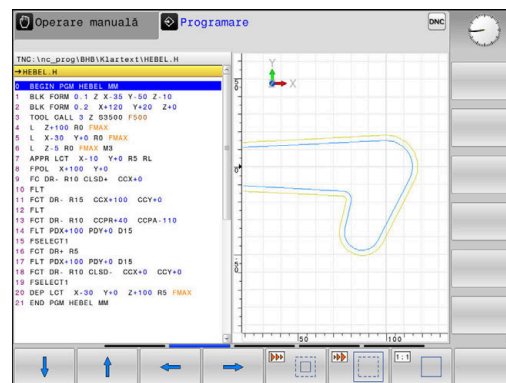 Operare manuală
Programare
DNC
TNC:\nc_prog\BHB\Klartext\HEBEL.H
→HEBEL.H
0 BEGIN PGM HEBEL MM
1 BLK FORM 0.1 Z X-35 Y-50 Z-10
2 BLK FORM 0.2 X+120 Y+20 Z+0
3 TOOL CALL 3 Z S3500 F500
4 L Z+100 R0 FMAX
5 L X-30 Y+0 R0 FMAX
6 L Z-5 R0 FMAX M3
7 APPR LCT X-10 Y+0 R5 RL
8 FPOL X+100 Y+0
9 FC DR- R10 CLSD+ CCX+0
10 FLT
11 FCT DR- R15 CCX+100 CCY+0
12 FLT
13 FCT DR- R10 CCPR+40 CCPA-110
14 FLT PDX+100 PDY+0 D15
15 FSELECT1
16 FCT DR+ R5
17 FLT PDX+100 PDY+0 D15
18 FCT DR- R10 CLSD- CCX+0 CCY+0
19 FSELECT1
20 DEP LCT X-30 Y+0 Z+100 R5 FMAX
21 END PGM HEBEL MM
Y
X
50
0
-50
50
100
1:1